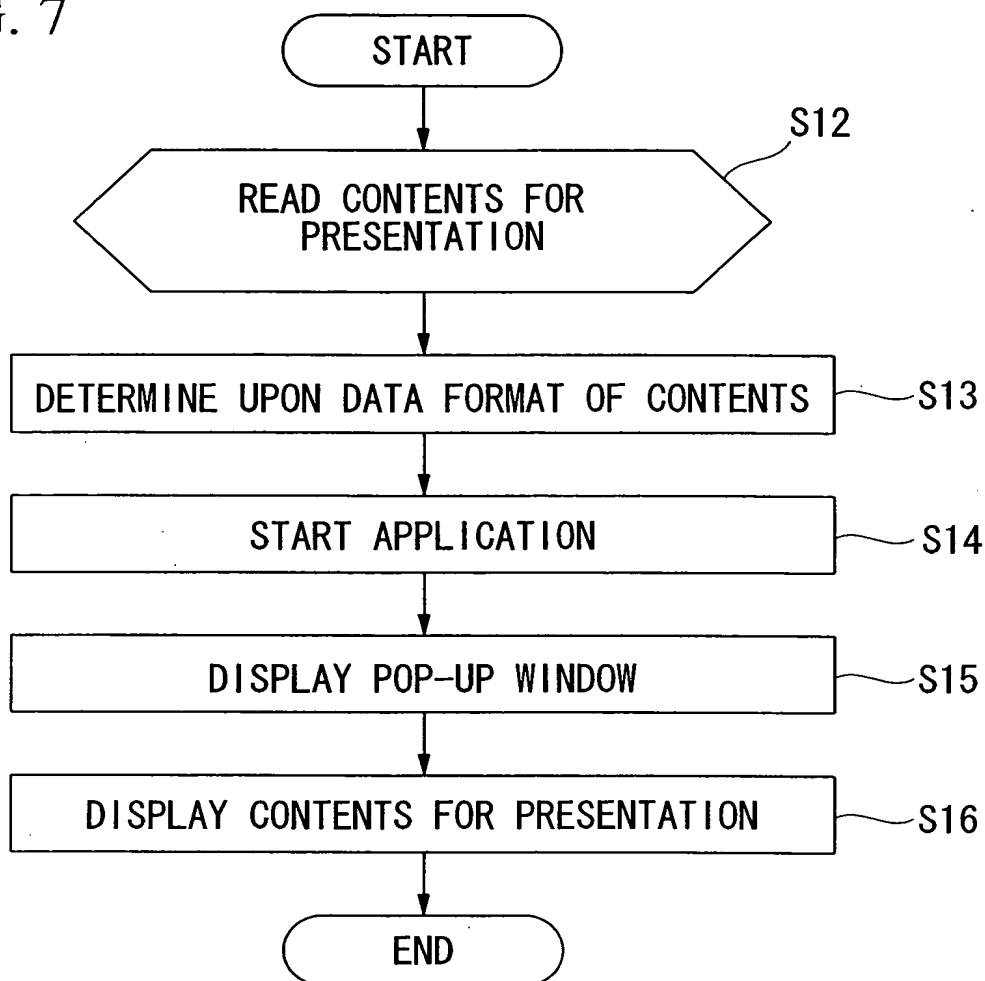 . 7
START
S12
READ CONTENTS FOR
PRESENTATION
DETERMINE UPON DATA FORMAT OF CONTENTS
S13
START APPLICATION
S14
DISPLAY POP-UP WINDOW
S15
DISPLAY CONTENTS FOR PRESENTATION
S16
END